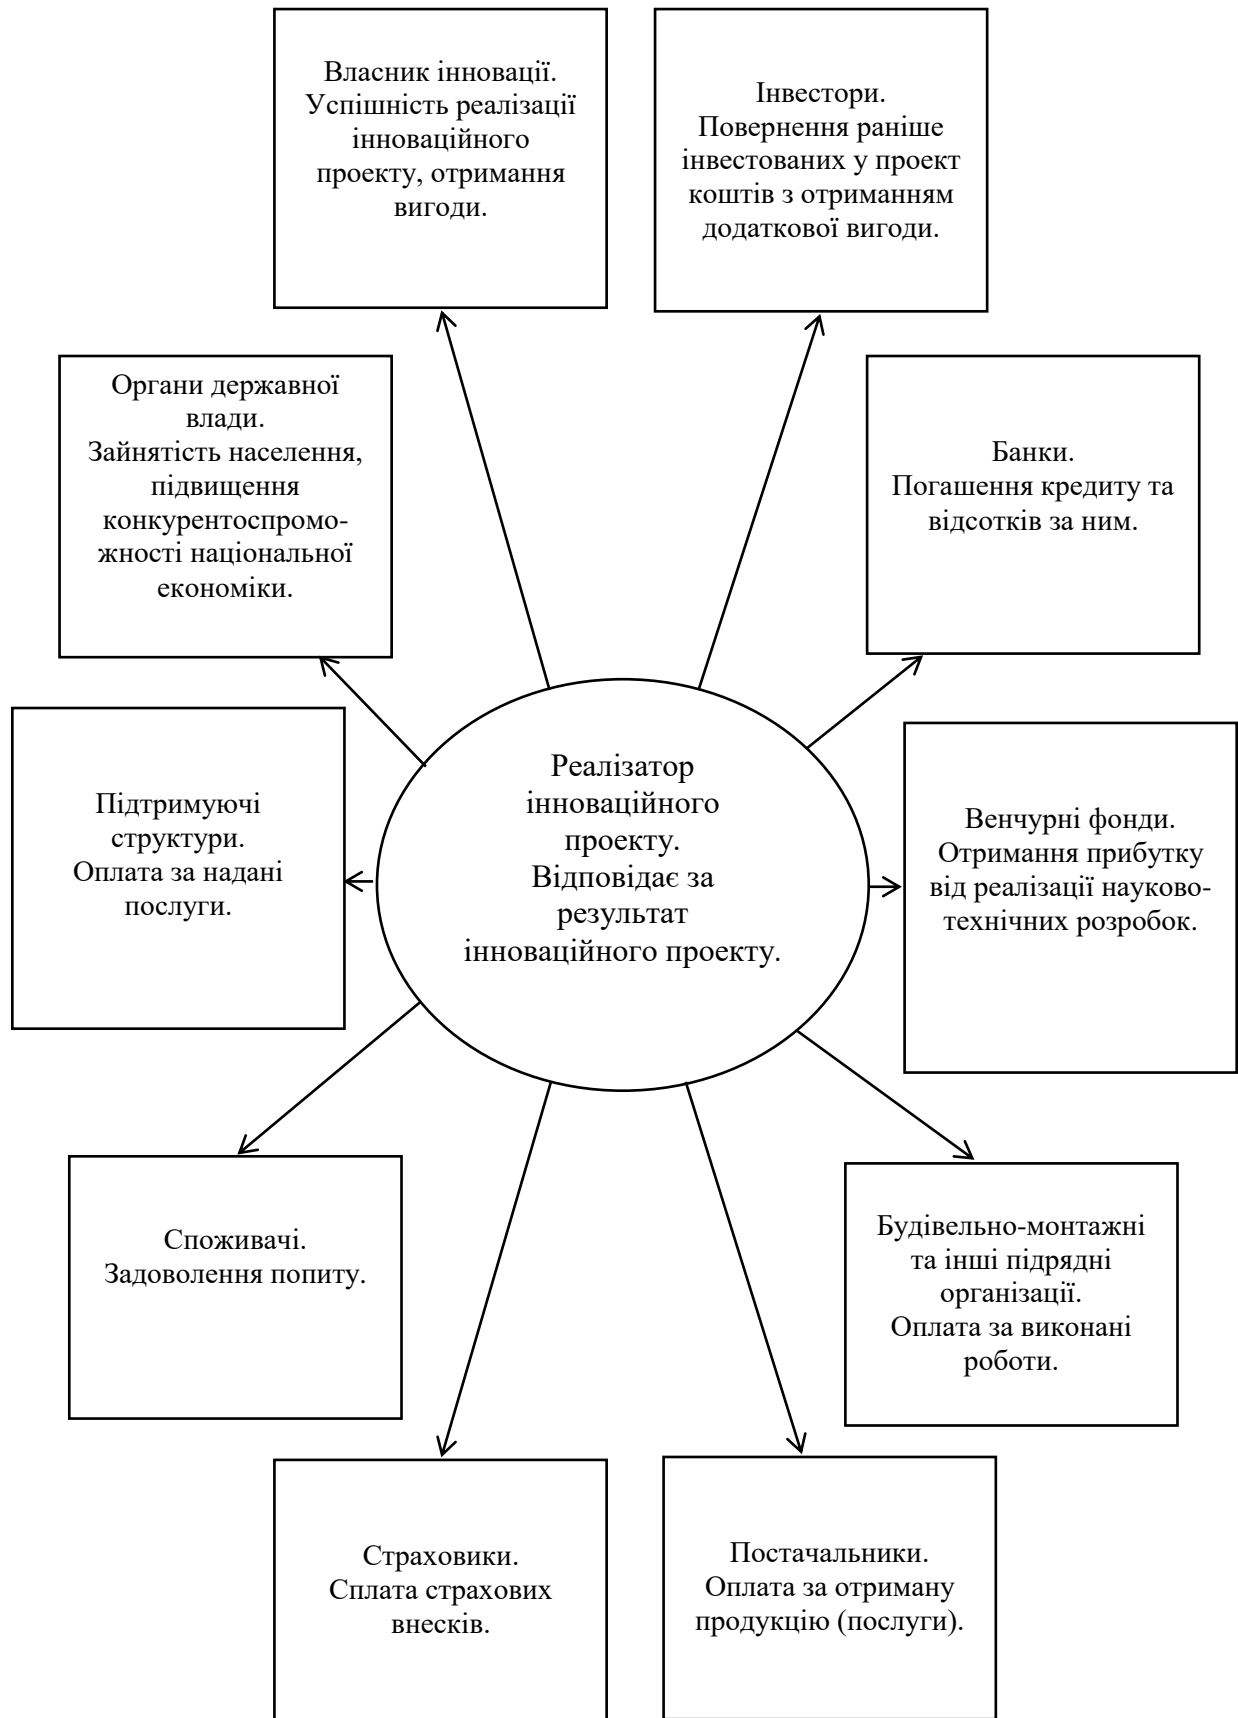 Власник інновації.
Успішність реалізації
інноваційного
проекту, отримання
вигоди.
Інвестори.
Повернення раніше
інвестованих у проект
коштів з отриманням
додаткової вигоди.
Органи державної
влади.
Зайнятість населення,
підвищення
конкурентоспромо-
жності національної
економіки.
Банки.
Погашення кредиту та
відсотків за ним.
Підтримуючі
структури.
Оплата за надані
послуги.
Реалізатор
інноваційного
проекту.
Відповідає за
результат
інноваційного проекту.
Венчурні фонди.
Отримання прибутку
від реалізації науково-
технічних розробок.
Споживачі.
Задоволення попиту.
Будівельно-монтажні
та інші підрядні
організації.
Оплата за виконані
роботи.
Страховики.
Сплата страхових
внесків.
Постачальники.
Оплата за отриману
продукцію (послуги).